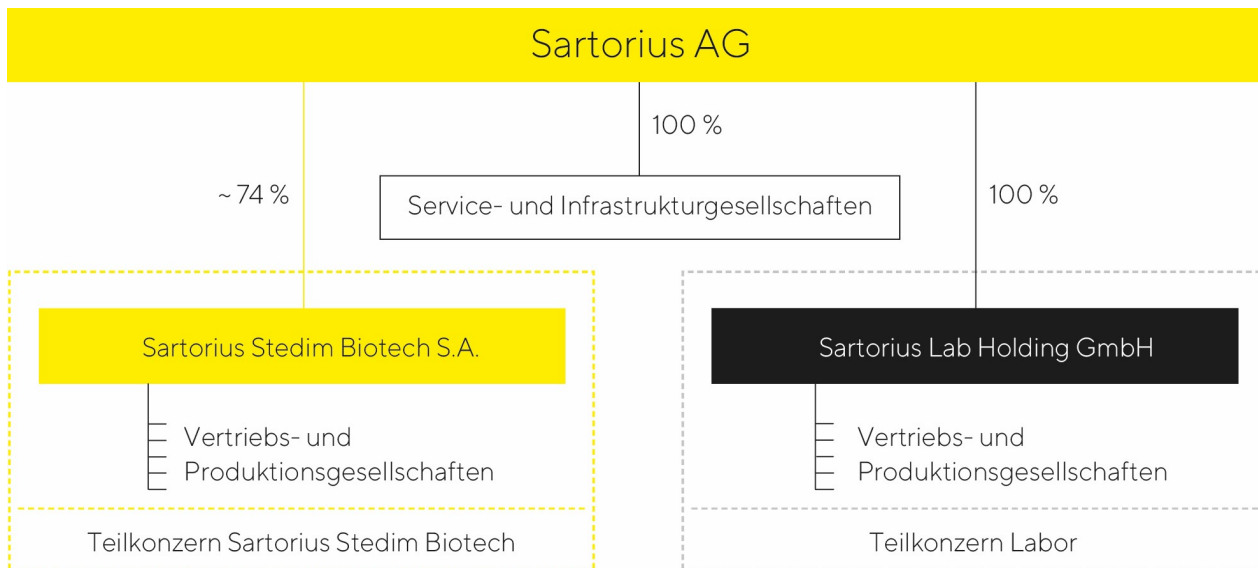 Sartorius AG
100 %
~ 74 %
Service- und Infrastrukturgesellschaften
100 %
Sartorius Stedim Biotech S.A.
Vertriebs- und
Produktionsgesellschaften
Teilkonzern Sartorius Stedim Biotech
Sartorius Lab Holding GmbH
Vertriebs- und
Produktionsgesellschaften
Teilkonzern Labor